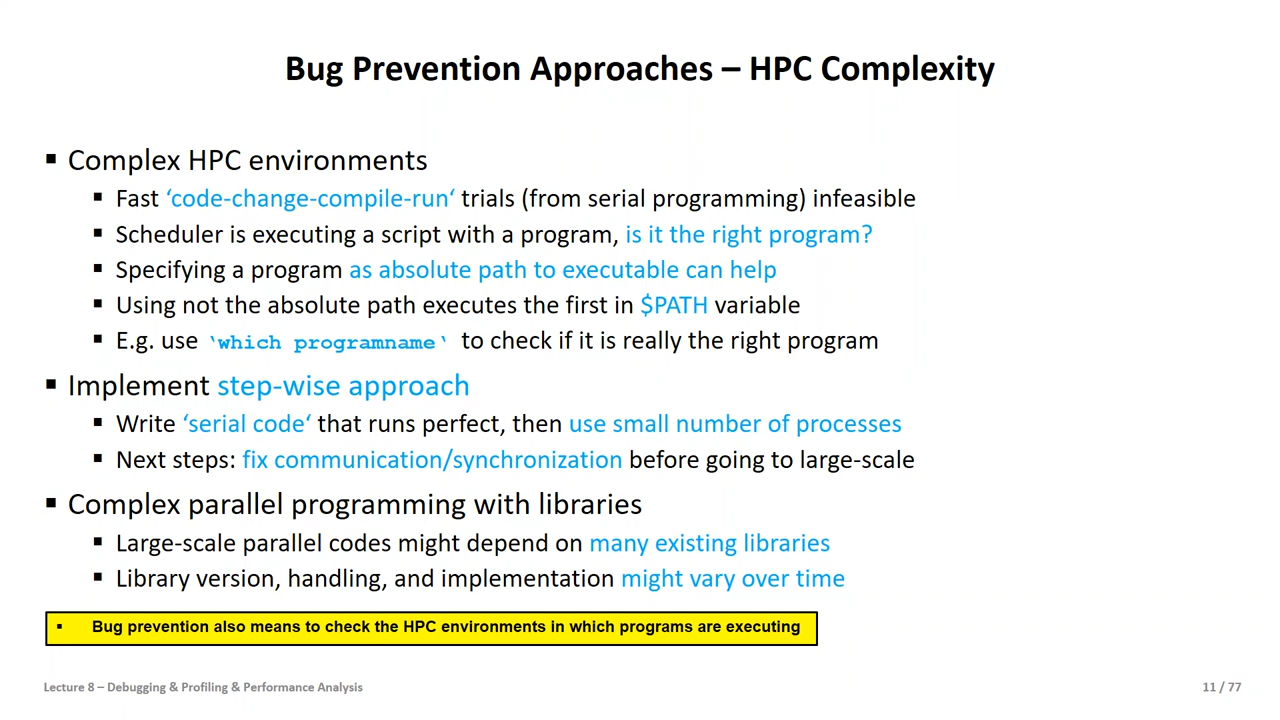 Bug Prevention Approaches – HPC Complexity
▪ Complex HPC environments
▪ Fast ‘code-change-compile-run‘ trials (from serial programming) infeasible
▪ Scheduler is executing a script with a program, is it the right program?
▪ Specifying a program as absolute path to executable can help
▪ Using not the absolute path executes the first in $PATH variable
▪ E.g. use ‘which programname‘ to check if it is really the right program
▪ Implement step-wise approach
▪ Write ‘serial code‘ that runs perfect, then use small number of processes
▪ Next steps: fix communication/synchronization before going to large-scale
▪ Complex parallel programming with libraries
▪ Large-scale parallel codes might depend on many existing libraries
▪ Library version, handling, and implementation might vary over time
▪ Bug prevention also means to check the HPC environments in which programs are executing
Lecture 8 – Debugging & Profiling & Performance Analysis
11 / 77